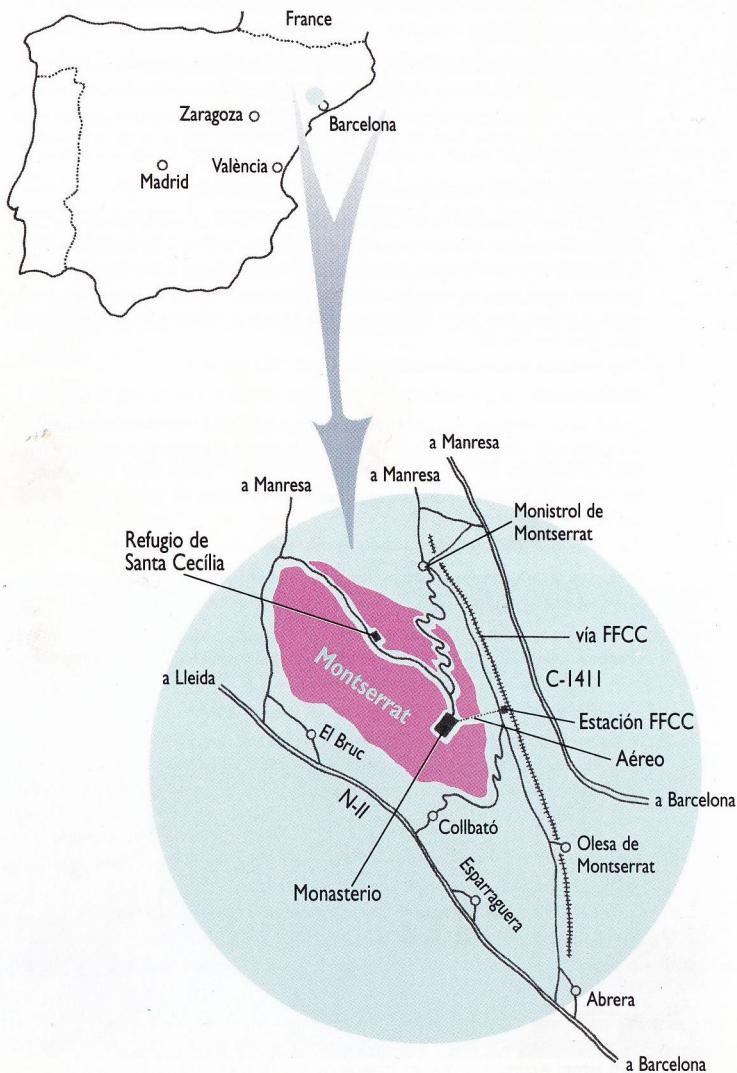 France
Zaragoza
Barcelona
València
Madrid
a Manresa
a Manresa
a Manresa
Monistrol de
Montserrat
Refugio de
Santa Cecília
vía FFCC
Montserrat
C-1411
a Lleida
Estación FFCC
El Bruc
Aéreo
N-II
a Barcelona
Collbató
Olesa de
Montserrat
Monasterio
Esparraguera
Abrera
a Barcelona